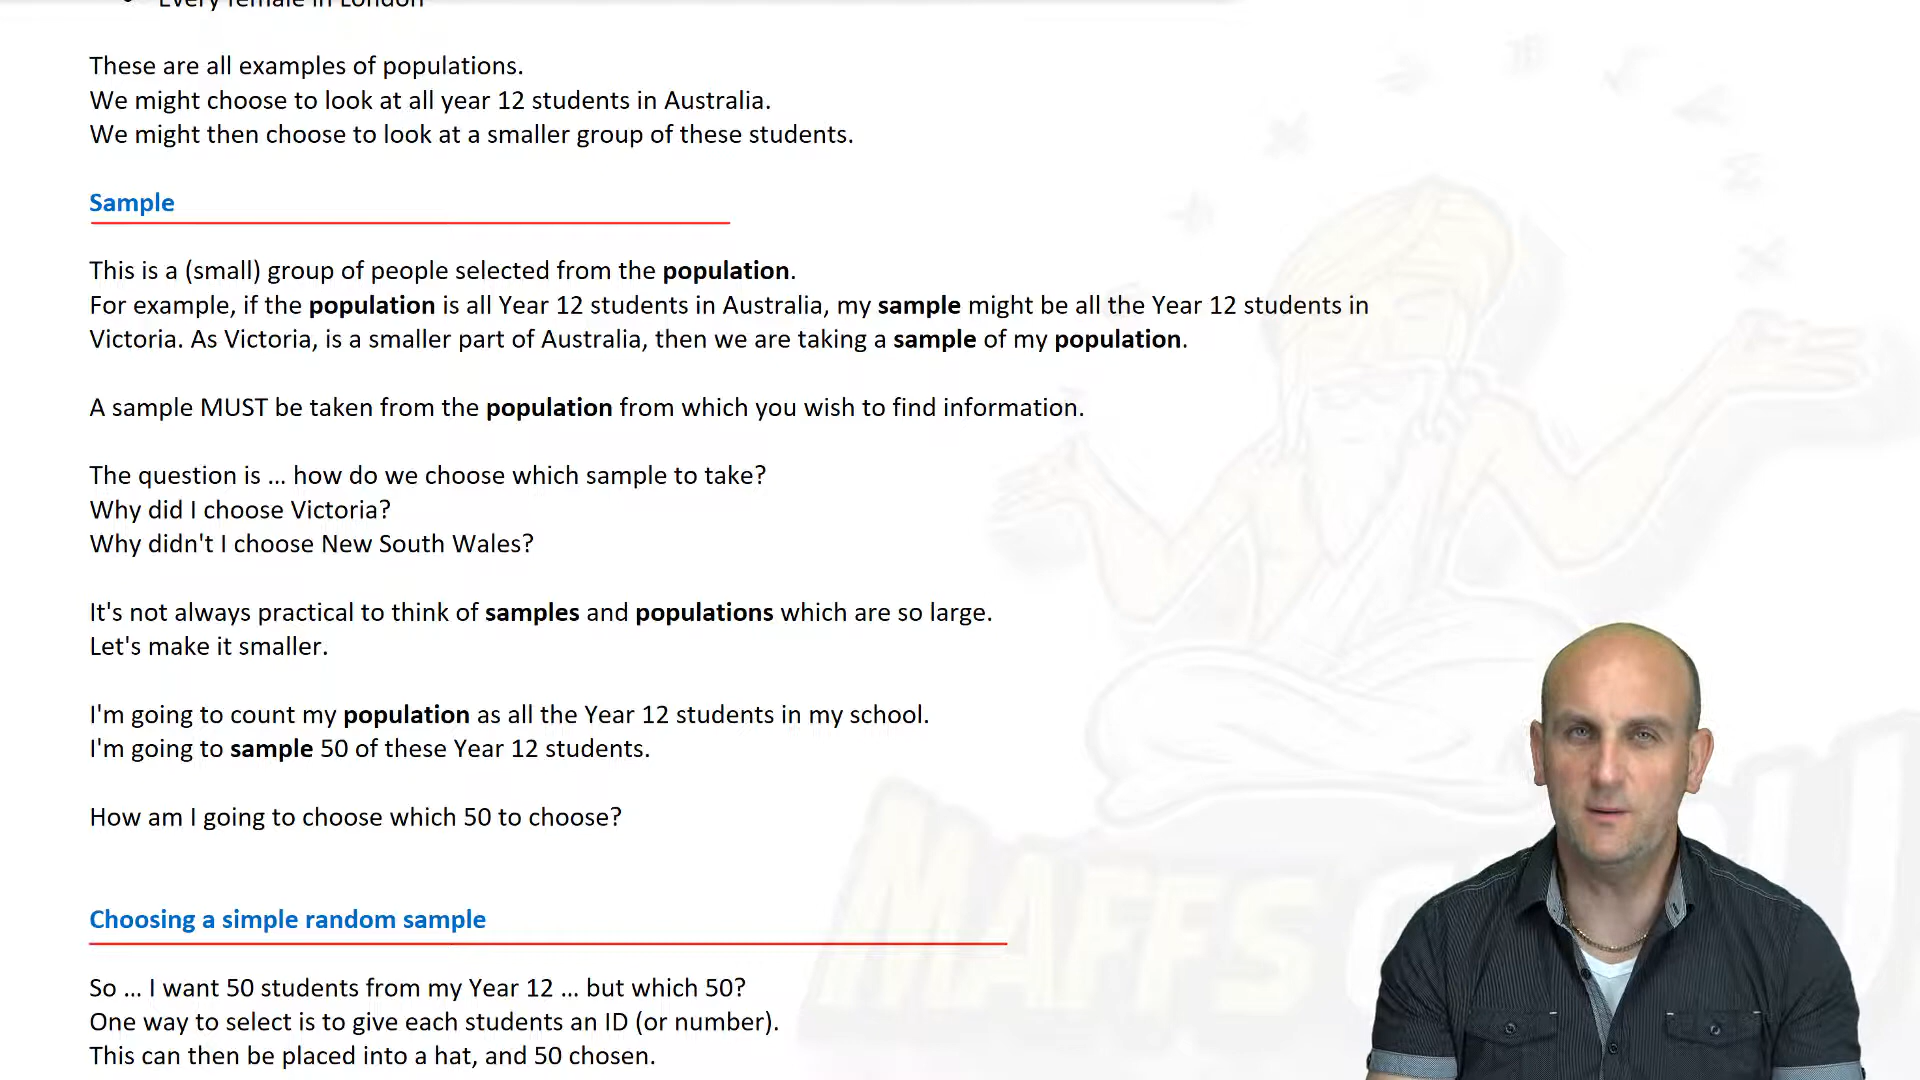 Every female in London
These are all examples of populations.
We might choose to look at all year 12 students in Australia.
We might then choose to look at a smaller group of these students.
Sample
This is a (small) group of people selected from the population.
For example, if the population is all Year 12 students in Australia, my sample might be all the Year 12 students in
Victoria. As Victoria, is a smaller part of Australia, then we are taking a sample of my population.
A sample MUST be taken from the population from which you wish to find information.
The question is ... how do we choose which sample to take?
Why did I choose Victoria?
Why didn't I choose New South Wales?
It's not always practical to think of samples and populations which are so large.
Let's make it smaller.
I'm going to count my population as all the Year 12 students in my school.
I'm going to sample 50 of these Year 12 students.
How am I going to choose which 50 to choose?
Choosing a simple random sample
So ... I want 50 students from my Year 12 ... but which 50?
One way to select is to give each students an ID (or number).
This can then be placed into a hat, and 50 chosen.
MAFFS